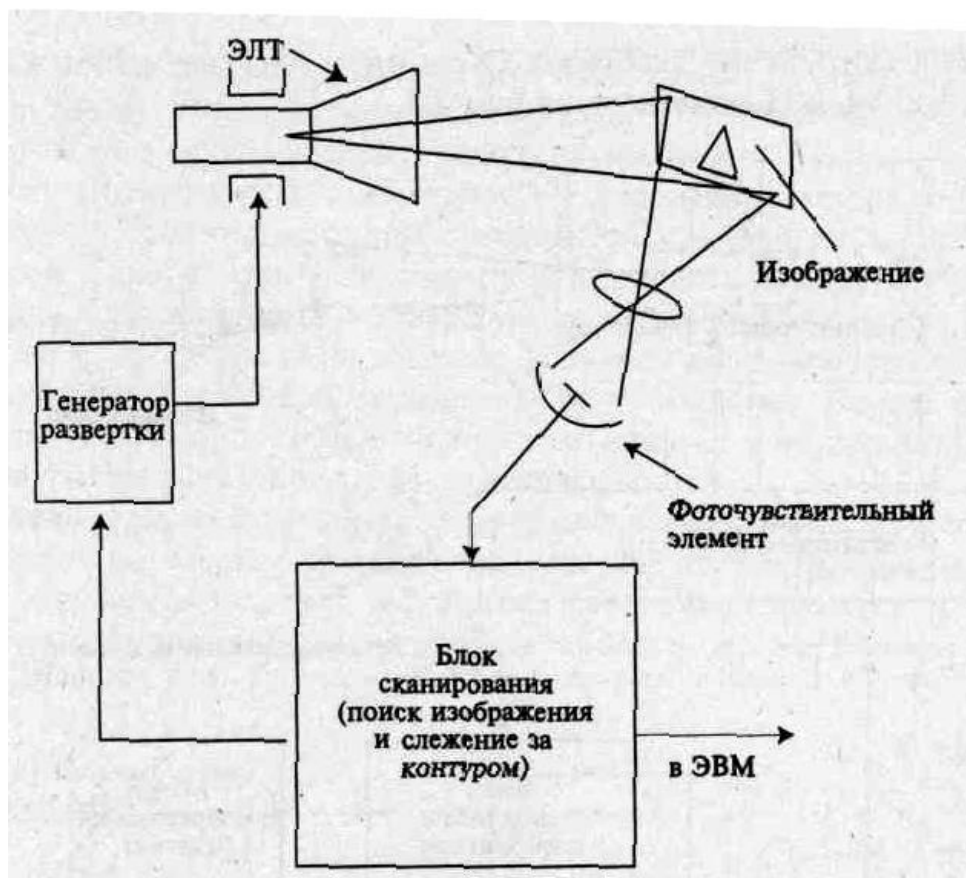 ЭЛТ
Изображение
Генератор
развертки
Фоточувствительный
элемент
Блок
сканирования
(поиск изображения
и слежение за
контуром)
в ЭВМ